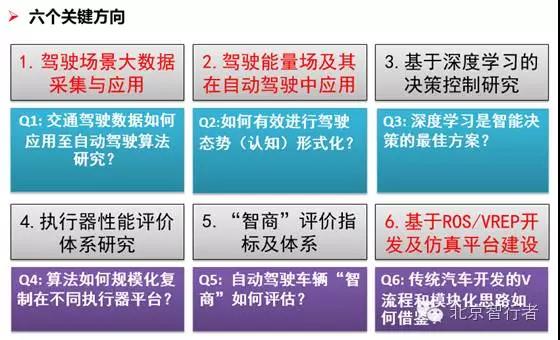 六个关键方向
1. 驾驶场景大数据
采集与应用
2. 驾驶能量场及其
在自动驾驶中应用
3. 基于深度学习的
决策控制研究
Q1: 交通驾驶数据如何
应用至自动驾驶算法
研究？
Q2:如何有效进行驾驶
态势（认知）形式化？
Q3: 深度学习是智能决
策的最佳方案？
4. 执行器性能评价
体系研究
5. “智商”评价指
标及体系
6. 基于ROS/VREP开
发及仿真平台建设
Q4: 算法如何规模化复
制在不同执行器平台？
Q5: 自动驾驶车辆“智
商”如何评估？
Q6: 传统汽车开发的V
流程和模块化思路如
何借鉴？
北京智行者